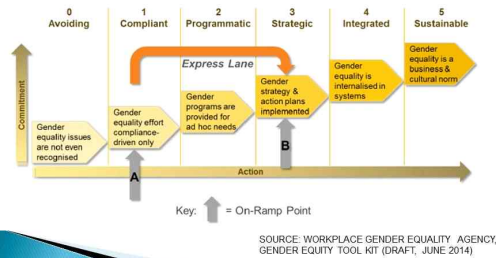 0
Avoiding
1
Compliant
2
Programmatic
3
Strategic
4
Integrated
5
Sustainable
Express Lane
Gender
equality issues
are not even
recognised
Gender
equality effort
compliance-
driven only
Gender
programs are
provided for
ad hoc needs
Gender
strategy &
action plans
implemented
Gender
equality is
internalised in
systems
Gender
equality is a
business &
cultural norm
Commitment
A
B
Action
Key: = On-Ramp Point
SOURCE: WORKPLACE GENDER EQUALITY AGENCY,
GENDER EQUITY TOOL KIT (DRAFT, JUNE 2014)